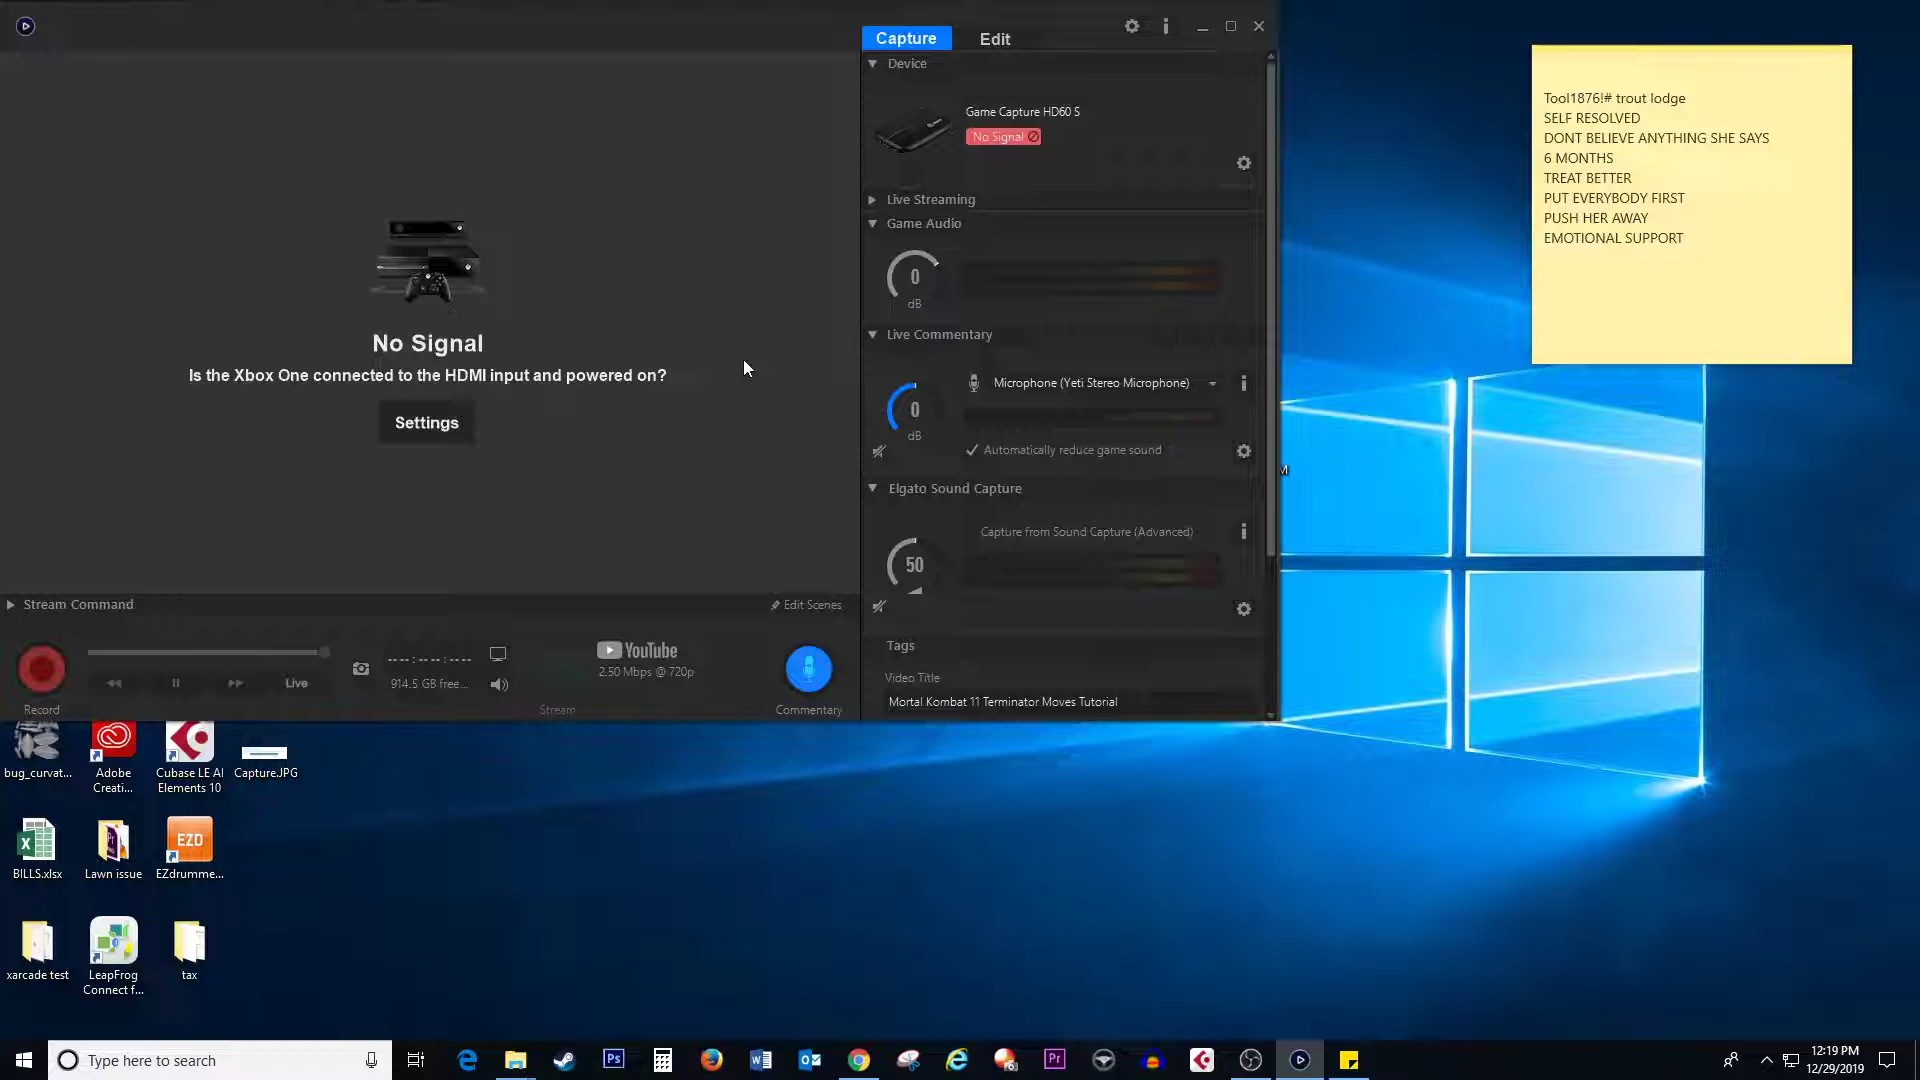 Capture
Edit
Device
Game Capture HD60 S
No Signal
Live Streaming
Game Audio
0
dB
No Signal
Is the Xbox One connected to the HDMI input and powered on?
Settings
Live Commentary
Microphone (Yeti Stereo Microphone)
0
dB
Automatically reduce game sound
Elgato Sound Capture
Capture from Sound Capture (Advanced)
50
Stream Command
Edit Scenes
Live
--:--:--
914.5 GB free...
YouTube
2.50 Mbps @ 720p
Record
Stream
Commentary
Tags
Video Title
Mortal Kombat 11 Terminator Moves Tutorial
Tool1876!# trout lodge
SELF RESOLVED
DONT BELIEVE ANYTHING SHE SAYS
6 MONTHS
TREAT BETTER
PUT EVERYBODY FIRST
PUSH HER AWAY
EMOTIONAL SUPPORT
M
bug_curvat...
Adobe
Creati...
Cubase LE AI
Elements 10
Capture.JPG
BILLS.xlsx
Lawn issue
EZD
EZdrumme...
xarcade test
LeapFrog
Connect f...
tax
Type here to search
Ps
Pr
12:19 PM
12/29/2019